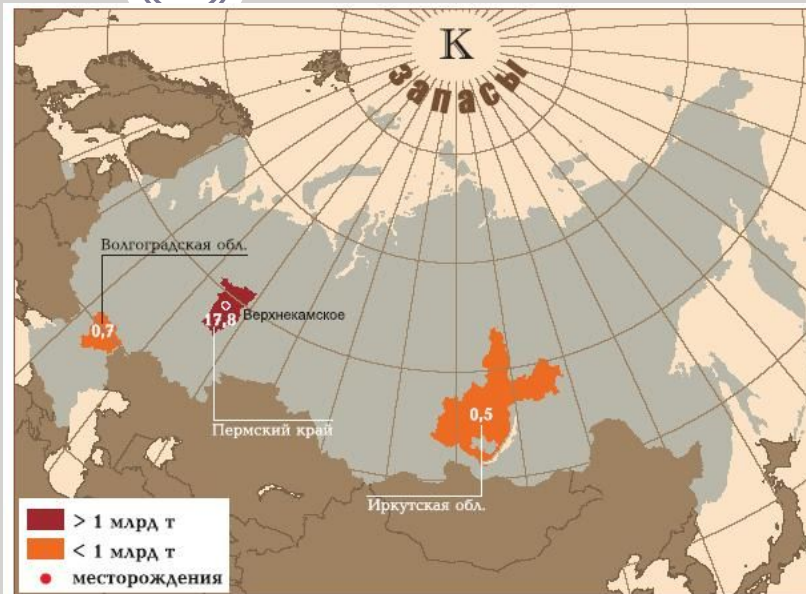 К
запасы
Волгоградская обл.
0,7
17,8
Верхнекамское
Пермский край
0,5
Иркутская обл.
> 1 млрд т
< 1 млрд т
месторождения